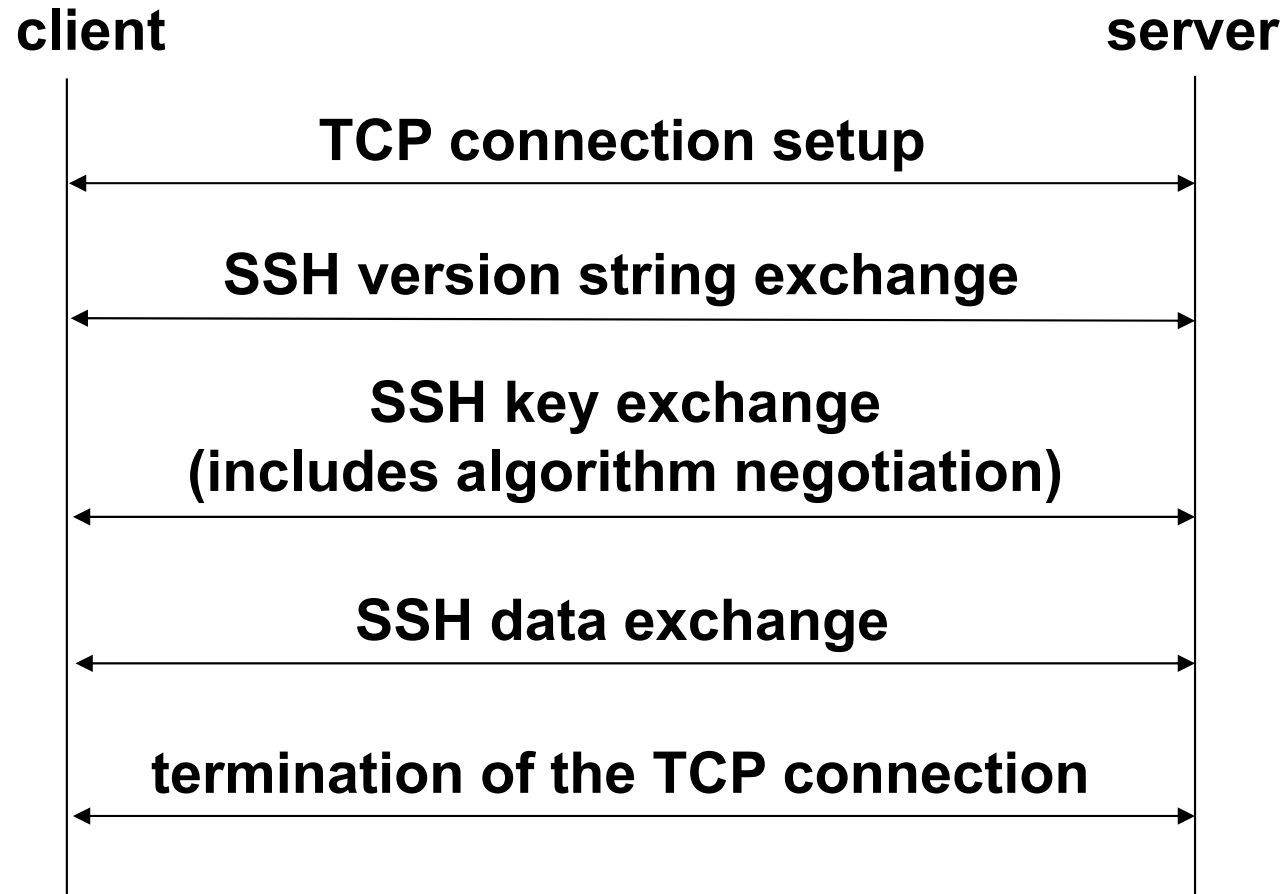 client
server
TCP connection setup
SSH version string exchange
SSH key exchange
(includes algorithm negotiation)
SSH data exchange
termination of the TCP connection